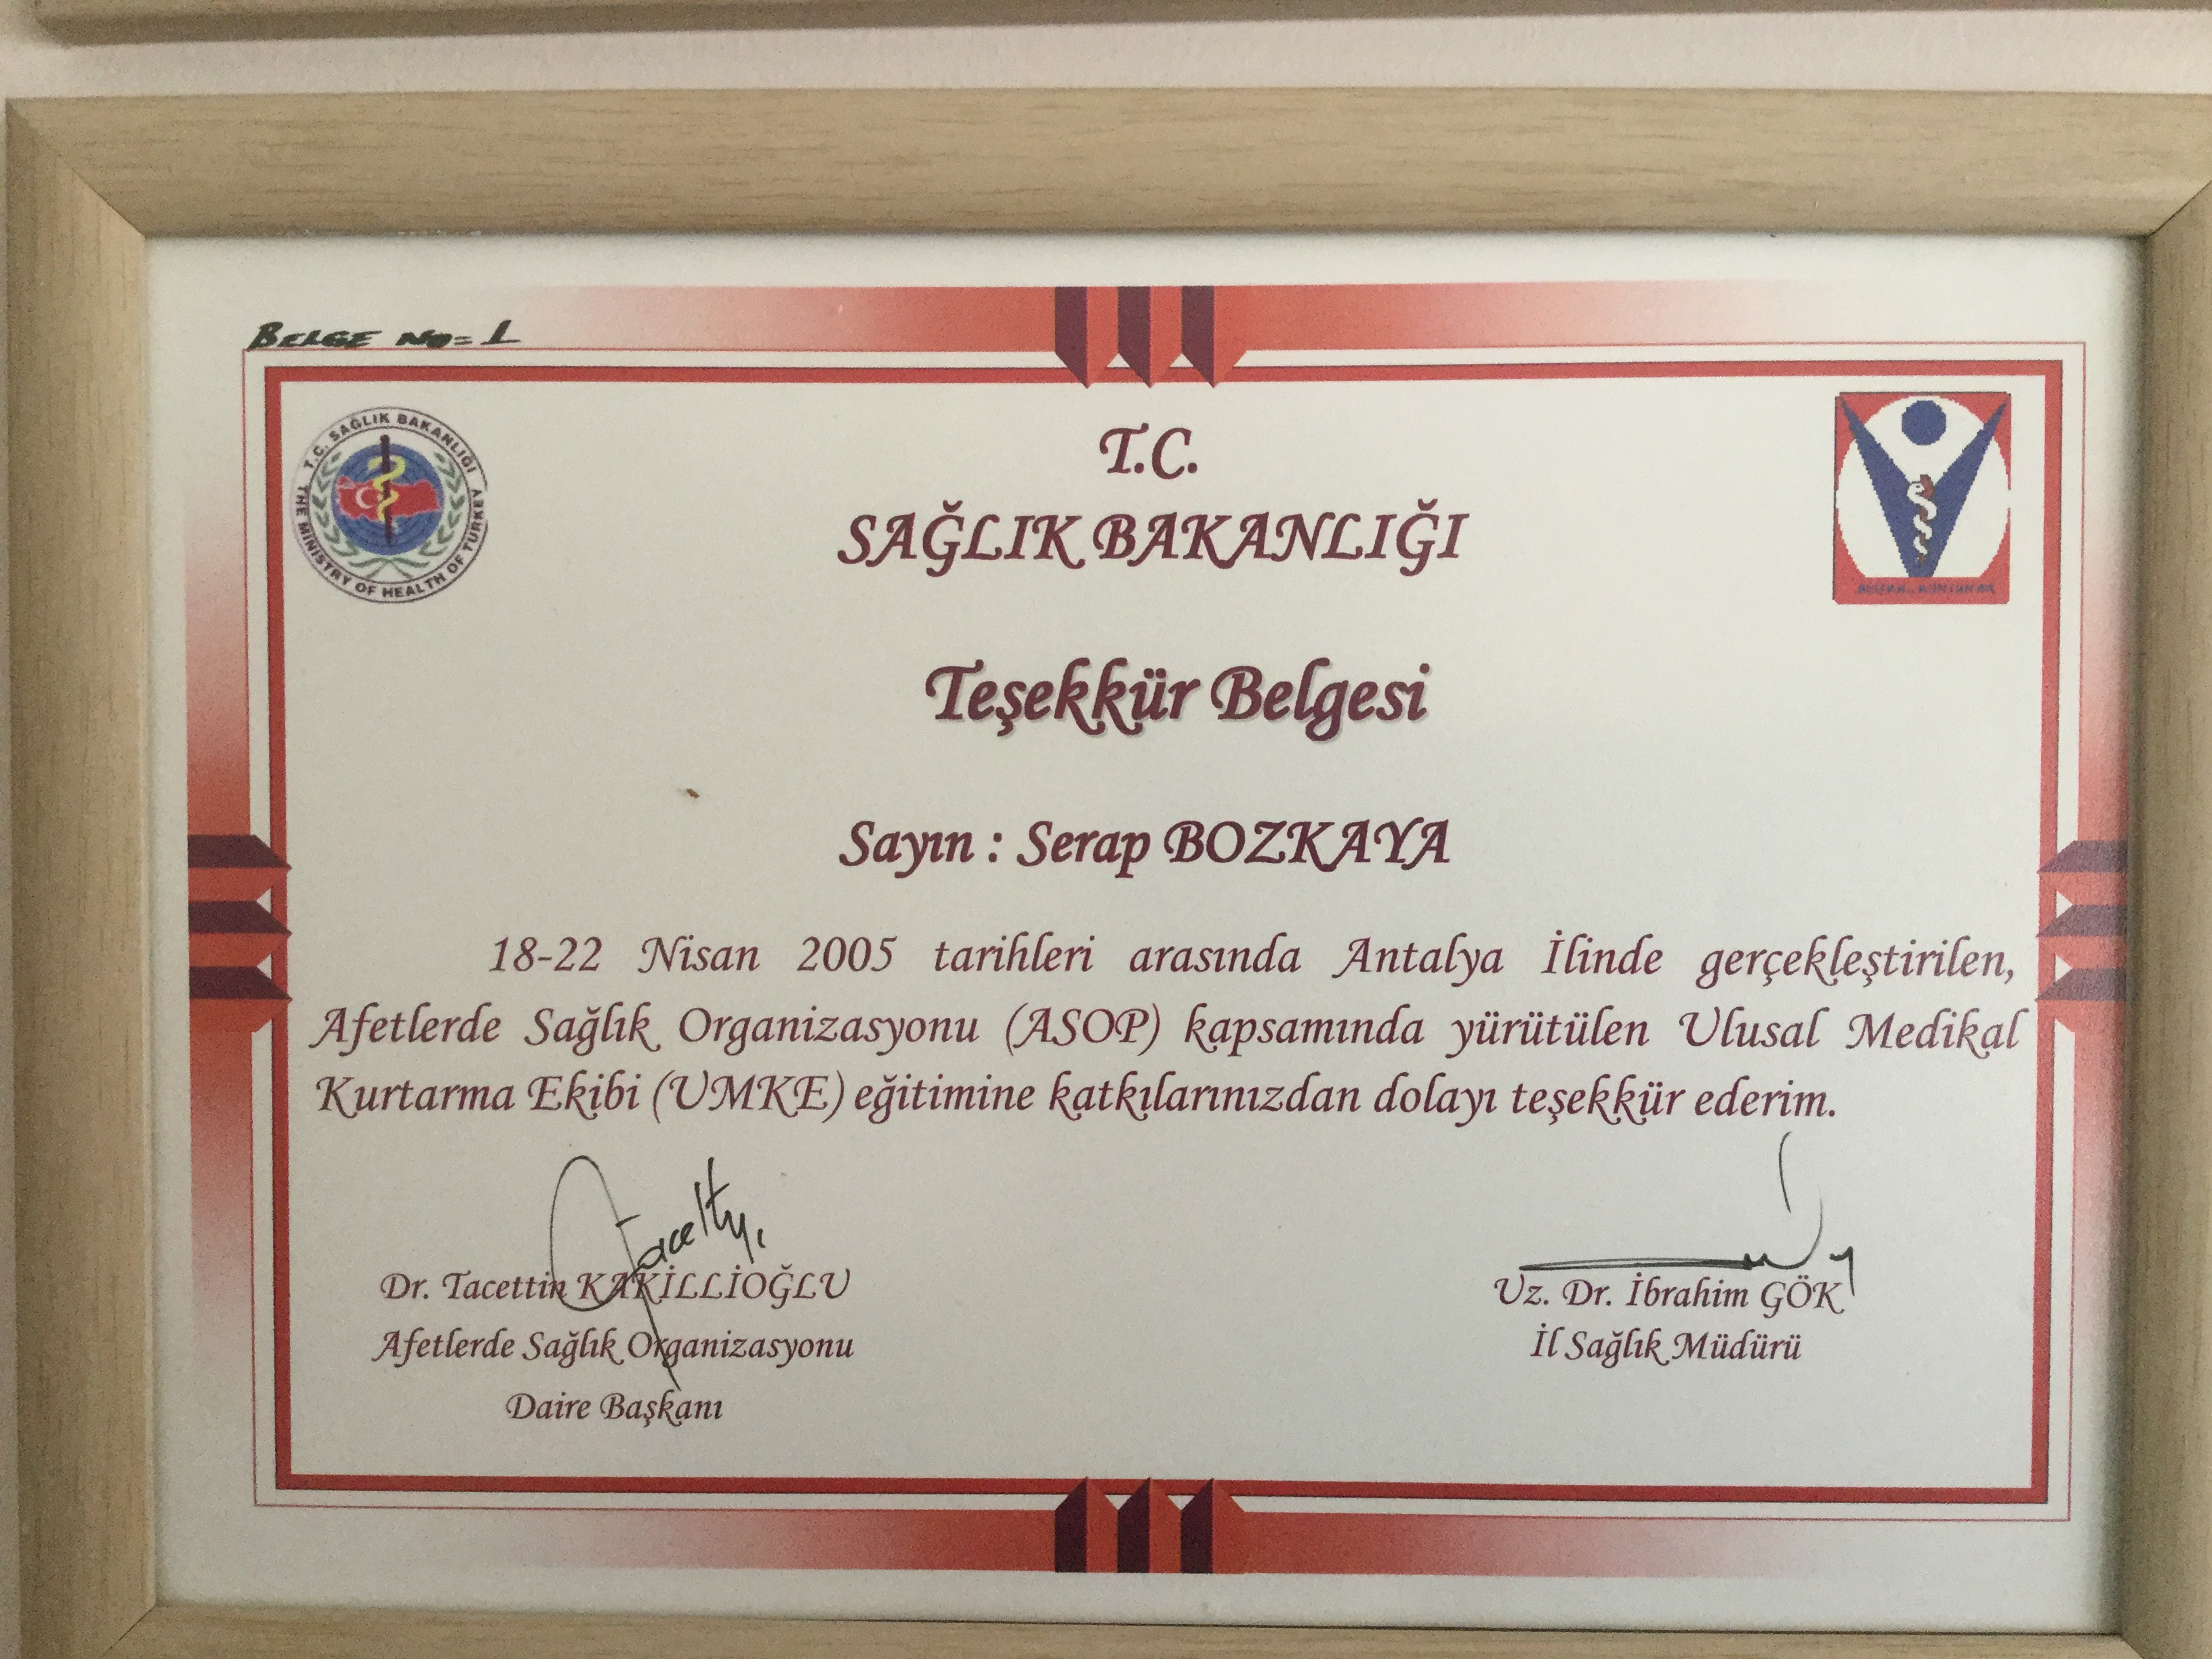 BELGE NO=1
T.C. SAĞLIK BAKANLIĞI
THE MINISTRY OF HEALTH OF TURKEY
T.C.
SAĞLIK BAKANLIĞI
Teşekkür Belgesi
Sayın : Serap BOZKAYA
18-22 Nisan 2005 tarihleri arasında Antalya İlinde gerçekleştirilen,
Afetlerde Sağlık Organizasyonu (ASOP) kapsamında yürütülen Ulusal Medikal
Kurtarma Ekibi (UMKE) eğitimine katkılarınızdan dolayı teşekkür ederim.
Dr. Tacettin KAKİLLİOĞLU
Afetlerde Sağlık Organizasyonu
Daire Başkanı
Uz. Dr. İbrahim GÖK
İl Sağlık Müdürü